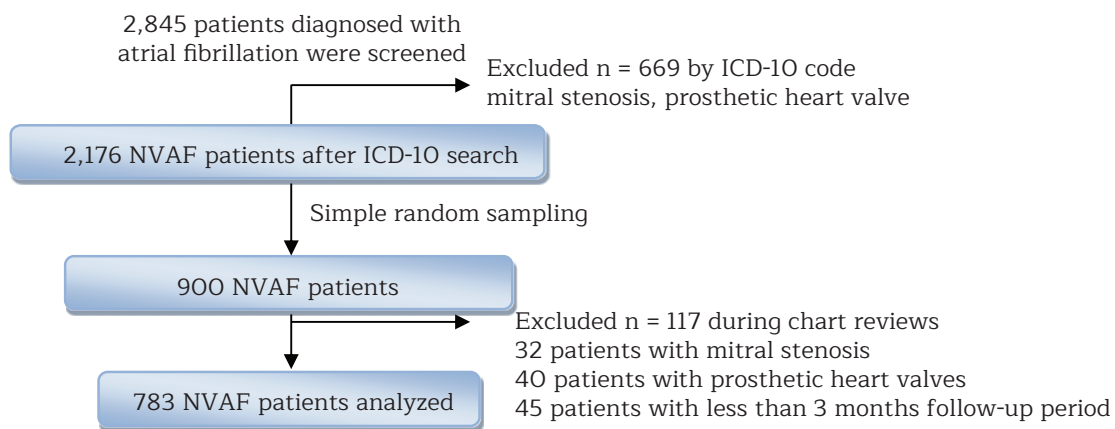 2,845 patients diagnosed with
atrial fibrillation were screened
Excluded n = 669 by ICD-10 code
mitral stenosis, prosthetic heart valve
2,176 NVAF patients after ICD-10 search
Simple random sampling
900 NVAF patients
Excluded n = 117 during chart reviews
32 patients with mitral stenosis
40 patients with prosthetic heart valves
45 patients with less than 3 months follow-up period
783 NVAF patients analyzed